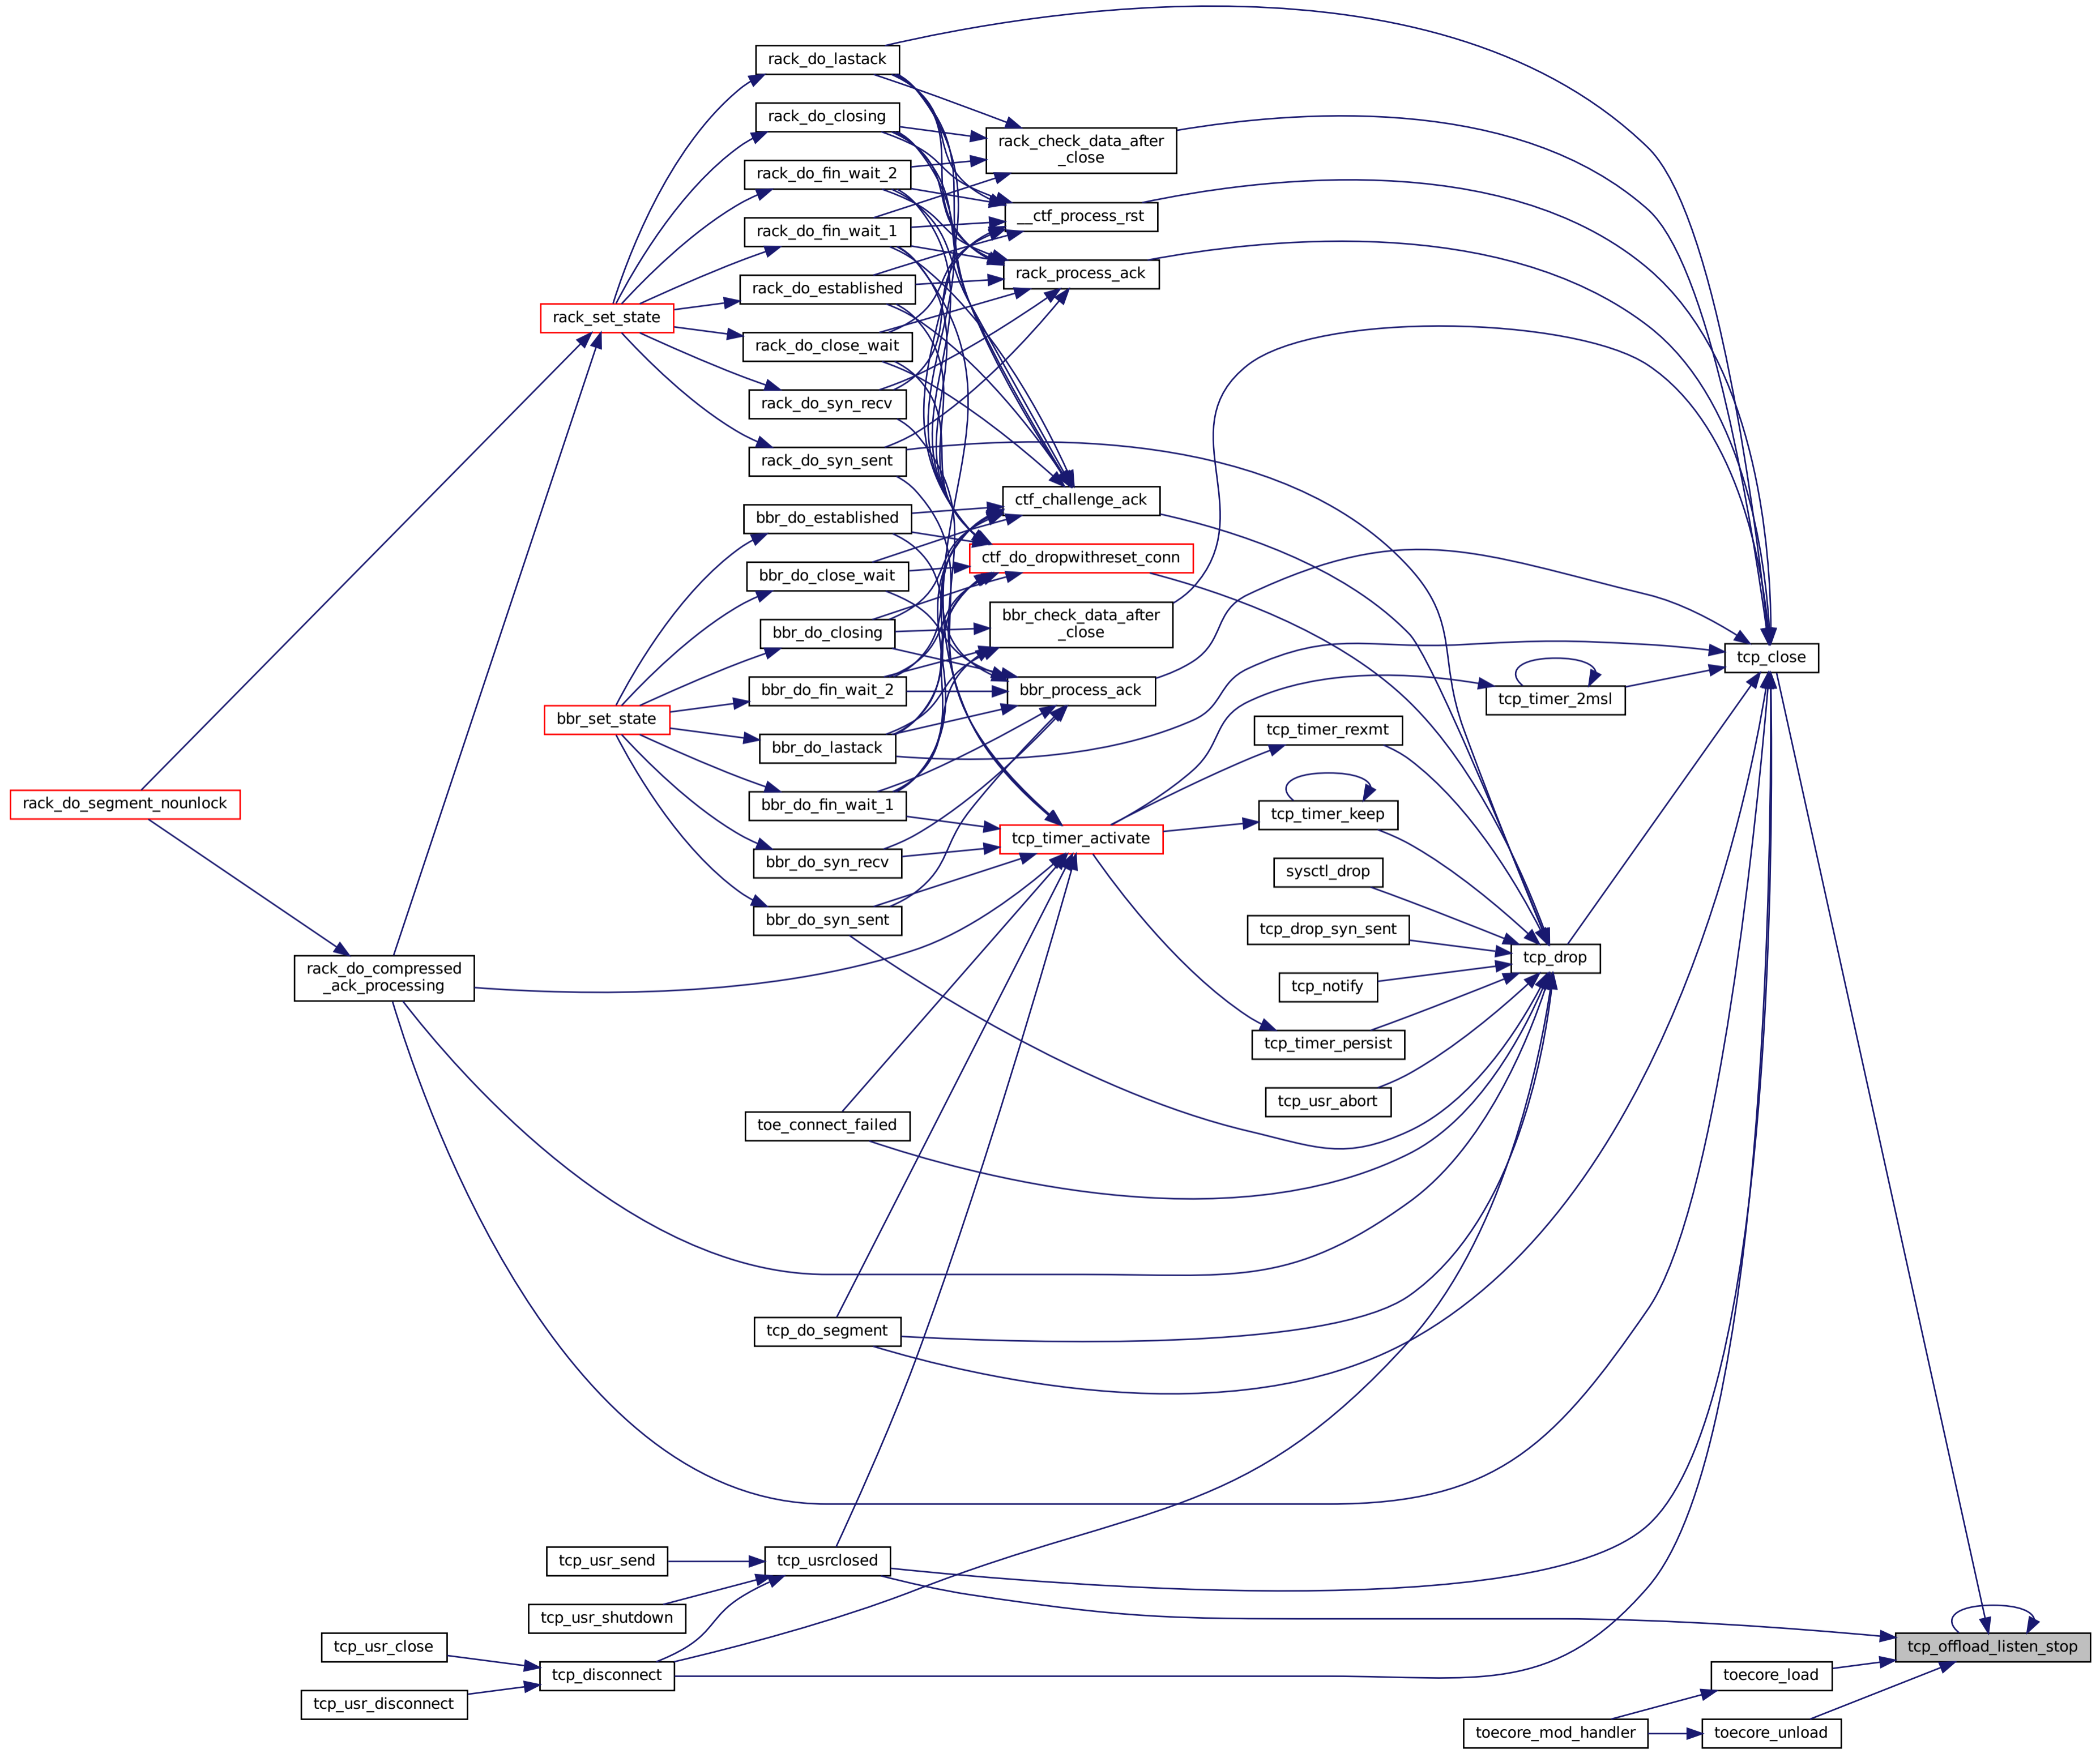 rack_do_lastack
rack_do_closing
rack_check_data_after
_close
rack_do_fin_wait_2
__ctf_process_rst
rack_do_fin_wait_1
rack_process_ack
rack_do_established
rack_set_state
rack_do_close_wait
rack_do_syn_recv
rack_do_syn_sent
ctf_challenge_ack
bbr_do_established
ctf_do_dropwithreset_conn
bbr_do_close_wait
bbr_check_data_after
_close
bbr_do_closing
tcp_close
bbr_do_fin_wait_2
bbr_process_ack
tcp_timer_2msl
bbr_set_state
tcp_timer_rexmt
bbr_do_lastack
rack_do_segment_nounlock
bbr_do_fin_wait_1
tcp_timer_keep
tcp_timer_activate
bbr_do_syn_recv
sysctl_drop
bbr_do_syn_sent
tcp_drop_syn_sent
tcp_drop
rack_do_compressed
_ack_processing
tcp_notify
tcp_timer_persist
tcp_usr_abort
toe_connect_failed
tcp_do_segment
tcp_usr_send
tcp_usrclosed
tcp_usr_shutdown
tcp_usr_close
tcp_offload_listen_stop
tcp_disconnect
toecore_load
tcp_usr_disconnect
toecore_mod_handler
toecore_unload